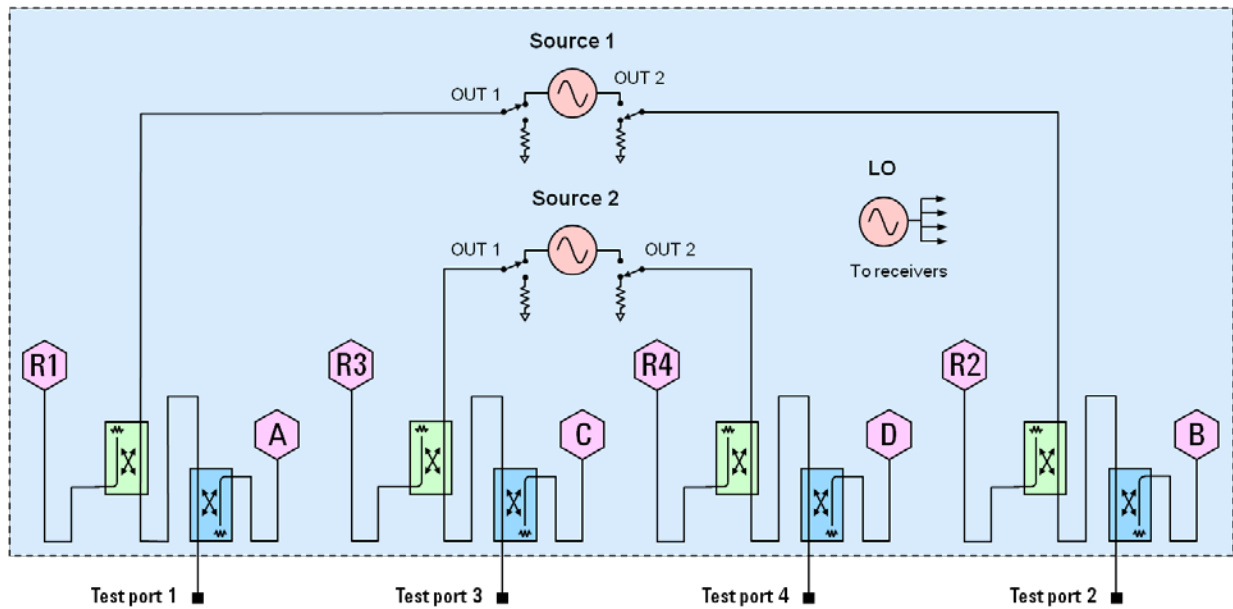 Source 1
OUT 1
OUT 2
LO
Source 2
OUT 1
OUT 2
To receivers
R1
R3
R4
R2
A
C
D
B
Test port 1
Test port 3
Test port 4
Test port 2